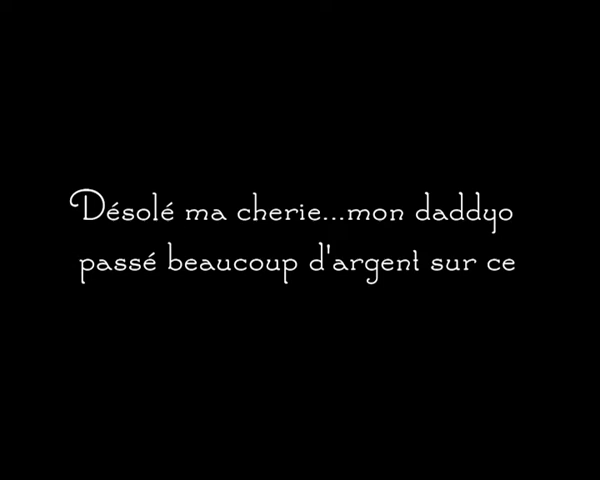 Désolé ma cherie...mon daddyo
passé beaucoup d'argent sur ce